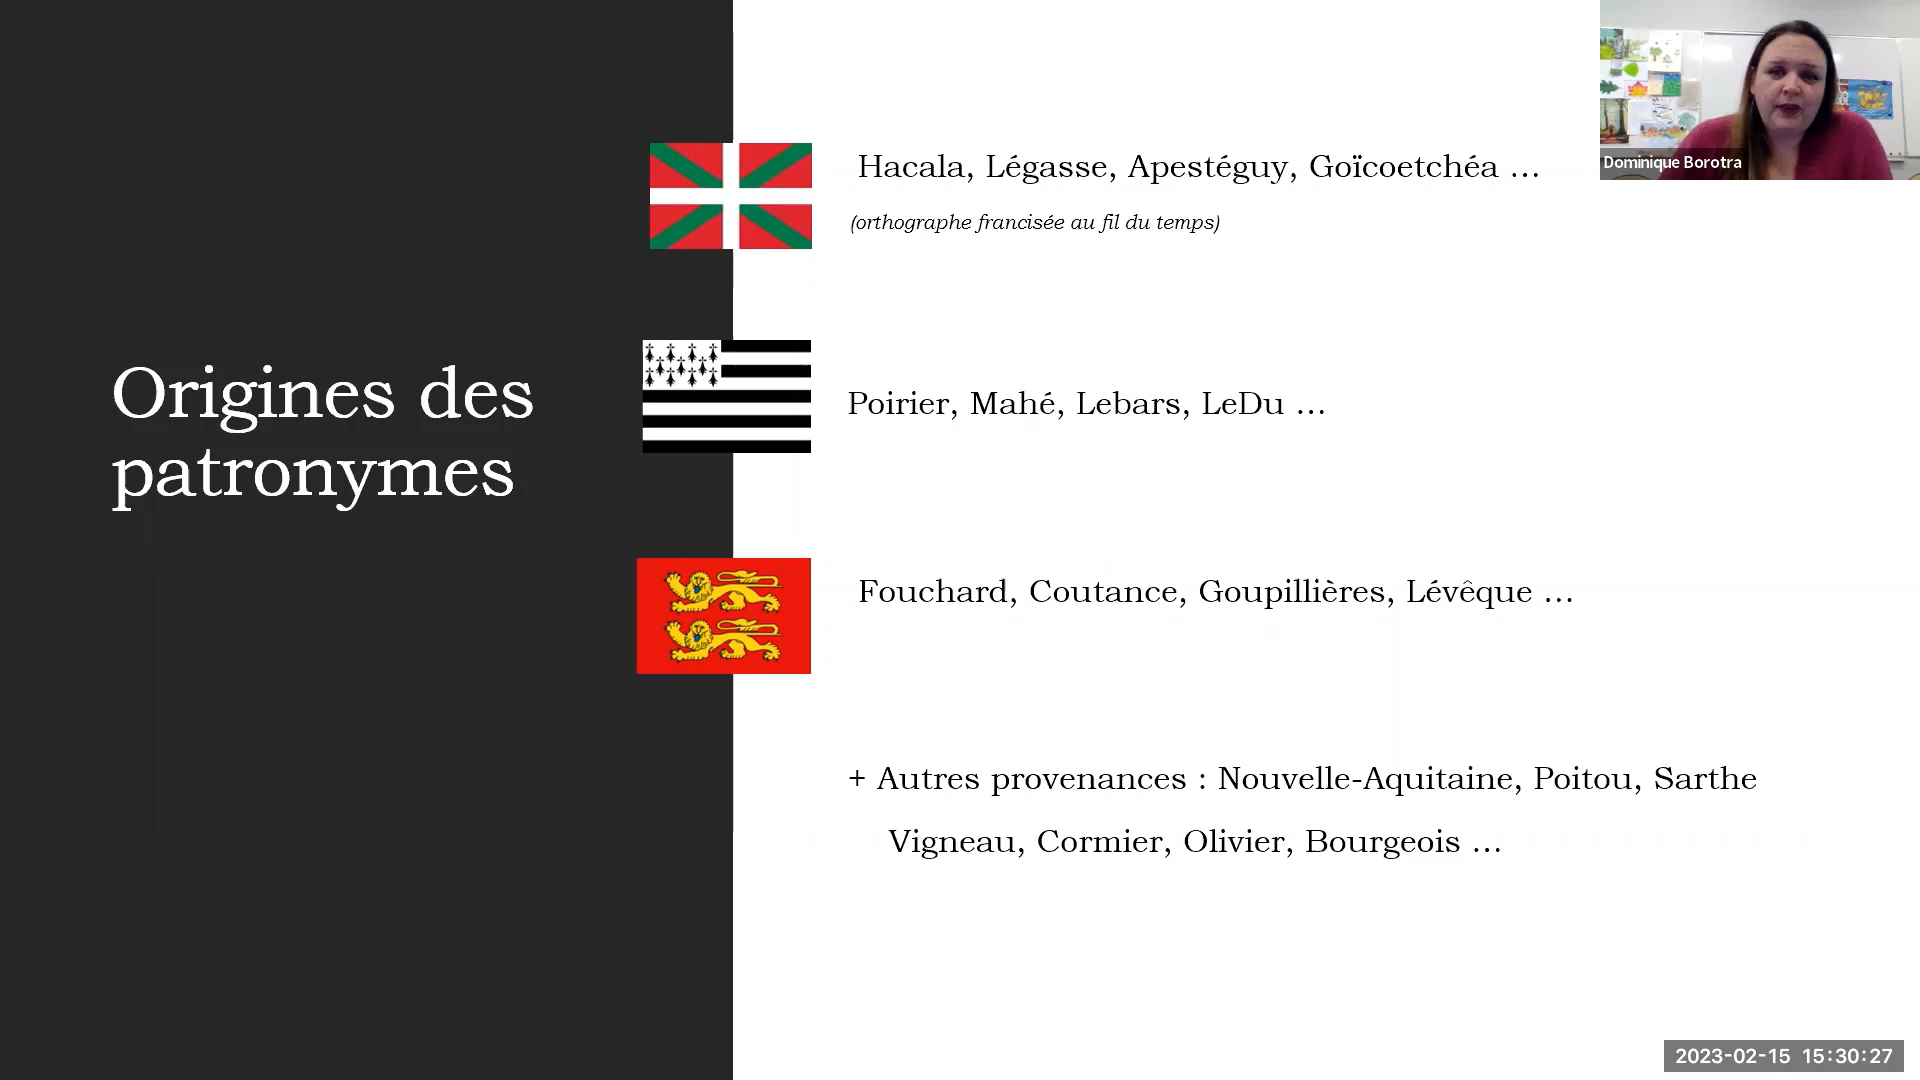 Origines des
patronymes
Hacala, Légasse, Apestéguy, Goïcoetchéa ...
(orthographe francisée au fil du temps)
Poirier, Mahé, Lebars, LeDu ...
Fouchard, Coutance, Goupillières, Lévêque ...
+ Autres provenances : Nouvelle-Aquitaine, Poitou, Sarthe
Vigneau, Cormier, Olivier, Bourgeois ...
Dominique Borotra
2023-02-15 15:30:27